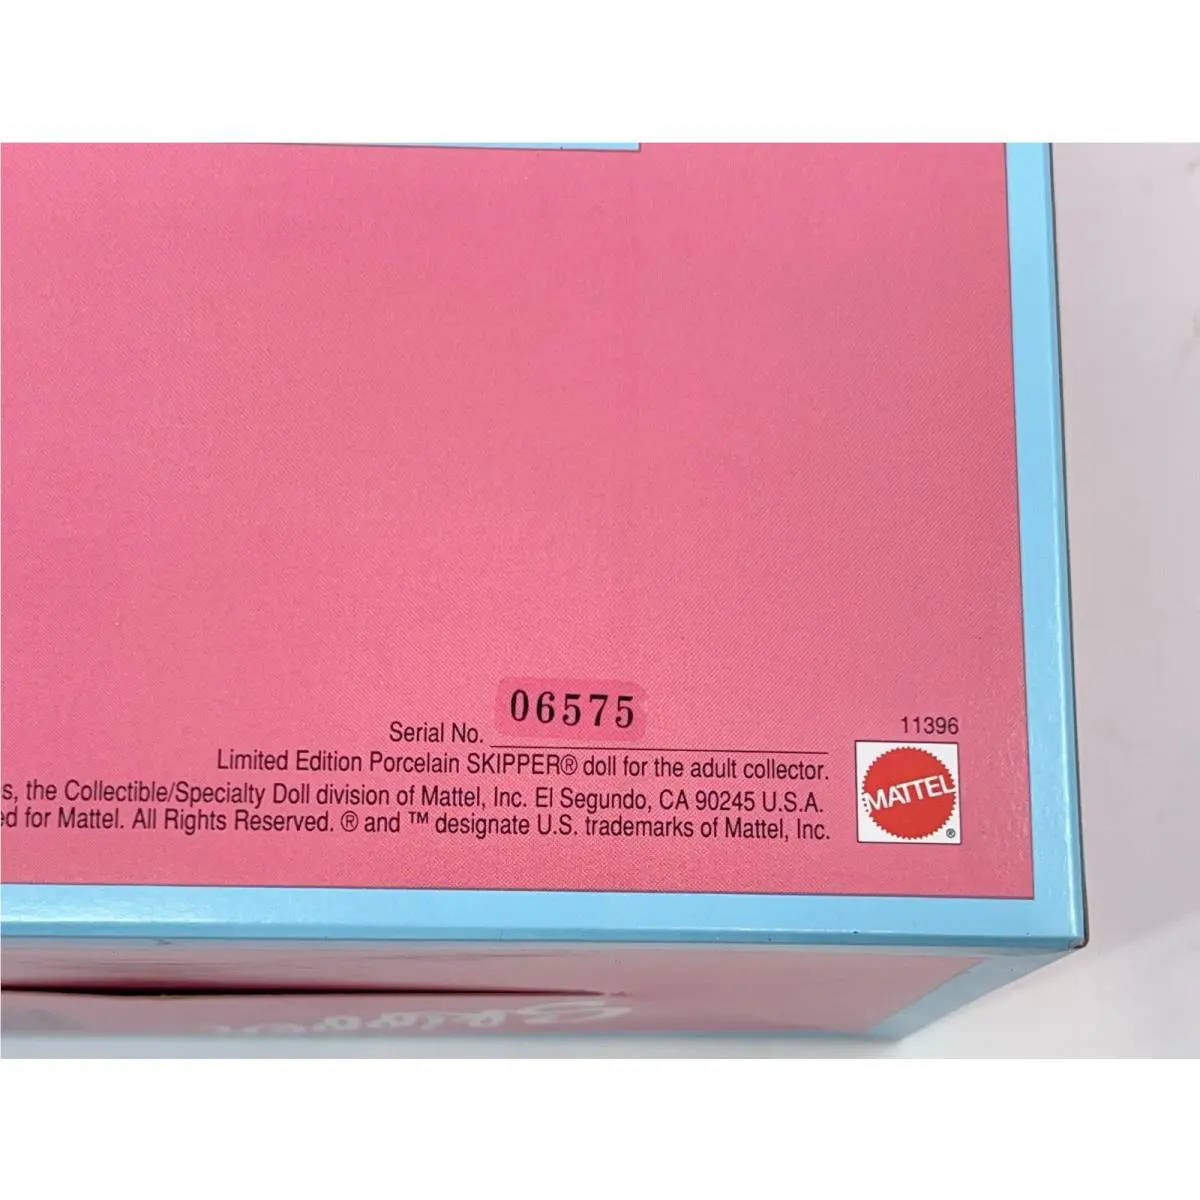 06575
Serial No.
11396
Limited Edition Porcelain SKIPPER® doll for the adult collector.
s, the Collectible/Specialty Doll division of Mattel, Inc. El Segundo, CA 90245 U.S.A.
ed for Mattel. All Rights Reserved. ® and ™ designate U.S. trademarks of Mattel, Inc.
MATTEL
®
Skipper